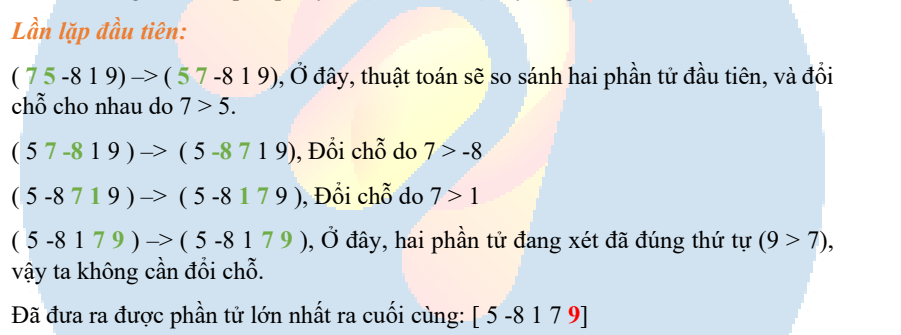 Lần lặp đầu tiên:
( 7 5 -8 1 9) –> ( 5 7 -8 1 9), Ở đây, thuật toán sẽ so sánh hai phần tử đầu tiên, và đổi
chỗ cho nhau do 7 > 5.
( 5 7 -8 1 9 ) –> ( 5 -8 7 1 9), Đổi chỗ do 7 > -8
( 5 -8 7 1 9 ) –> ( 5 -8 1 7 9 ), Đổi chỗ do 7 > 1
( 5 -8 1 7 9 ) –> ( 5 -8 1 7 9 ), Ở đây, hai phần tử đang xét đã đúng thứ tự (9 > 7),
vậy ta không cần đổi chỗ.
Đã đưa ra được phần tử lớn nhất ra cuối cùng: [ 5 -8 1 7 9]